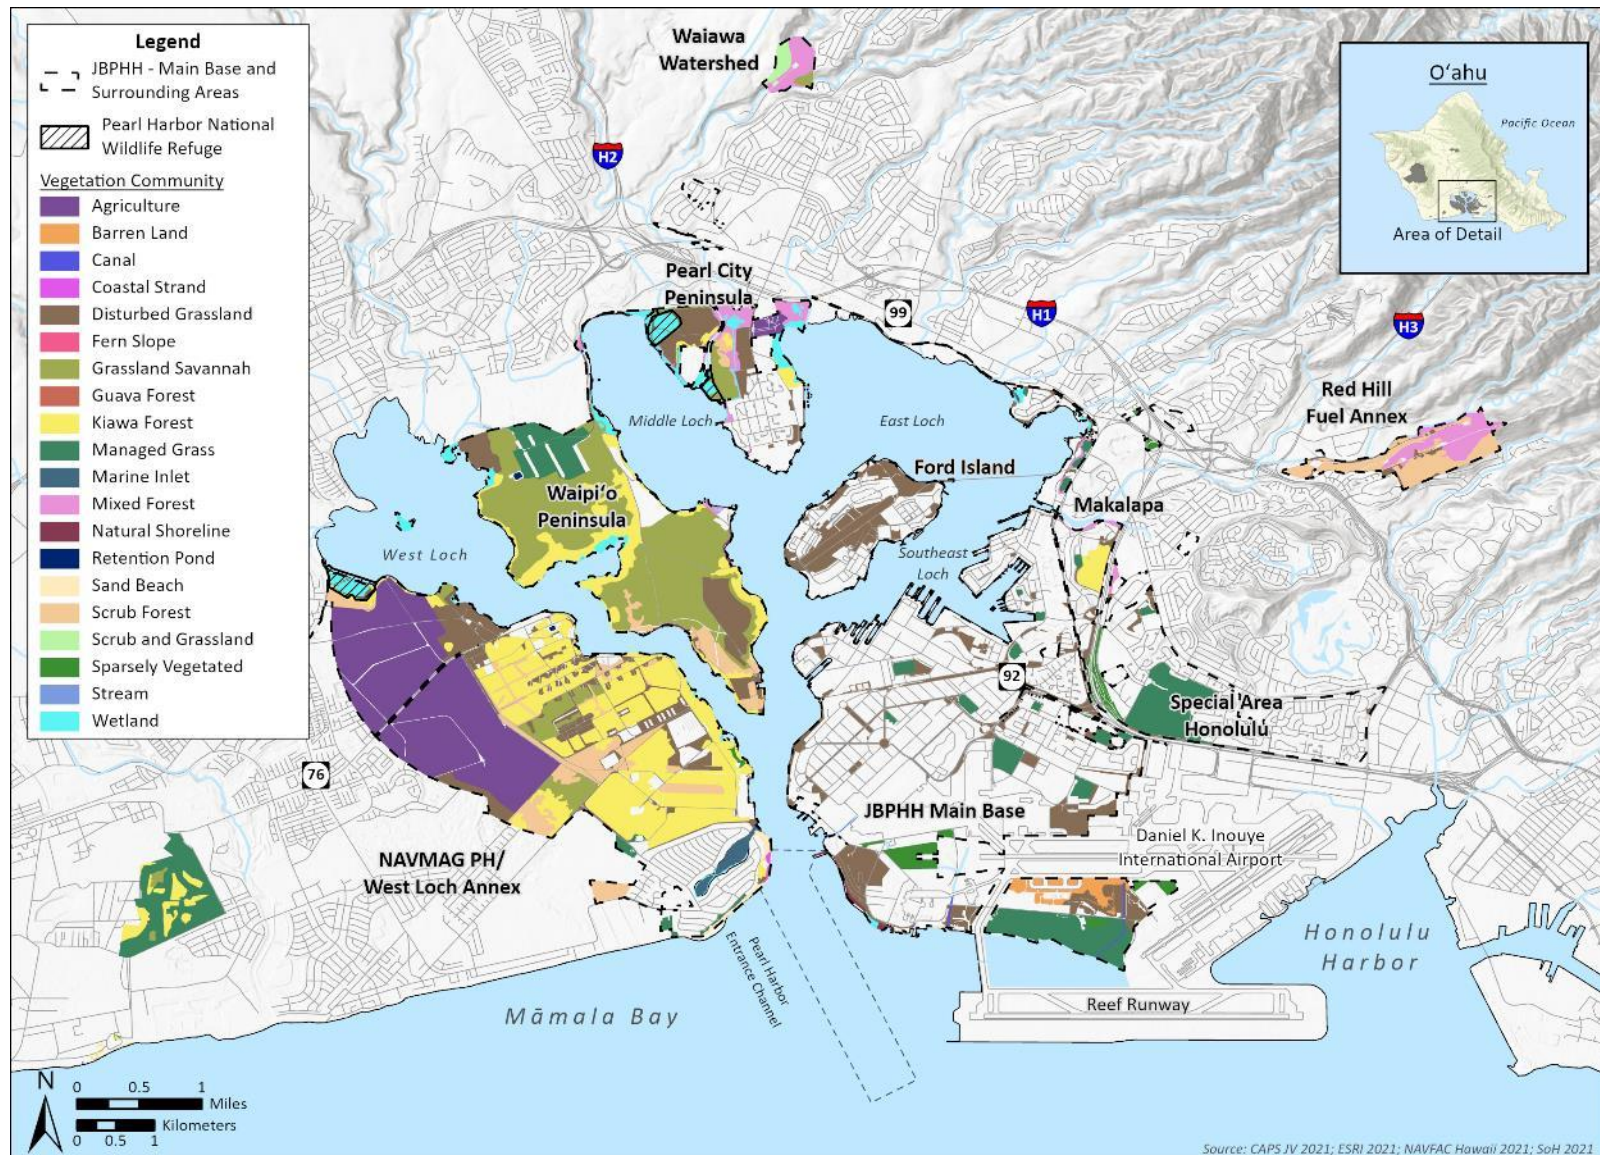 Legend
JBPHH - Main Base and
Surrounding Areas
Pearl Harbor National
Wildlife Refuge
Vegetation Community
Agriculture
Barren Land
Canal
Coastal Strand
Disturbed Grassland
Fern Slope
Grassland Savannah
Guava Forest
Kiawa Forest
Managed Grass
Marine Inlet
Mixed Forest
Natural Shoreline
Retention Pond
Sand Beach
Scrub Forest
Scrub and Grassland
Sparsely Vegetated
Stream
Wetland
Waiawa
Watershed
H2
O‘ahu
Pacific Ocean
Area of Detail
Pearl City
Peninsula
99
H1
H3
Red Hill
Fuel Annex
Middle Loch
East Loch
Ford Island
Waipi‘o
Peninsula
Makalapa
West Loch
Southeast
Loch
92
Special Area
Honolulu
76
JBPHH Main Base
Daniel K. Inouye
International Airport
NAVMAG PH/
West Loch Annex
Pearl Harbor
Entrance Channel
Honolulu
Harbor
Reef Runway
Māmala Bay
N
0 0.5 1
Miles
Kilometers
0 0.5 1
Source: CAPS JV 2021; ESRI 2021; NAVFAC Hawaii 2021; SoH 2021